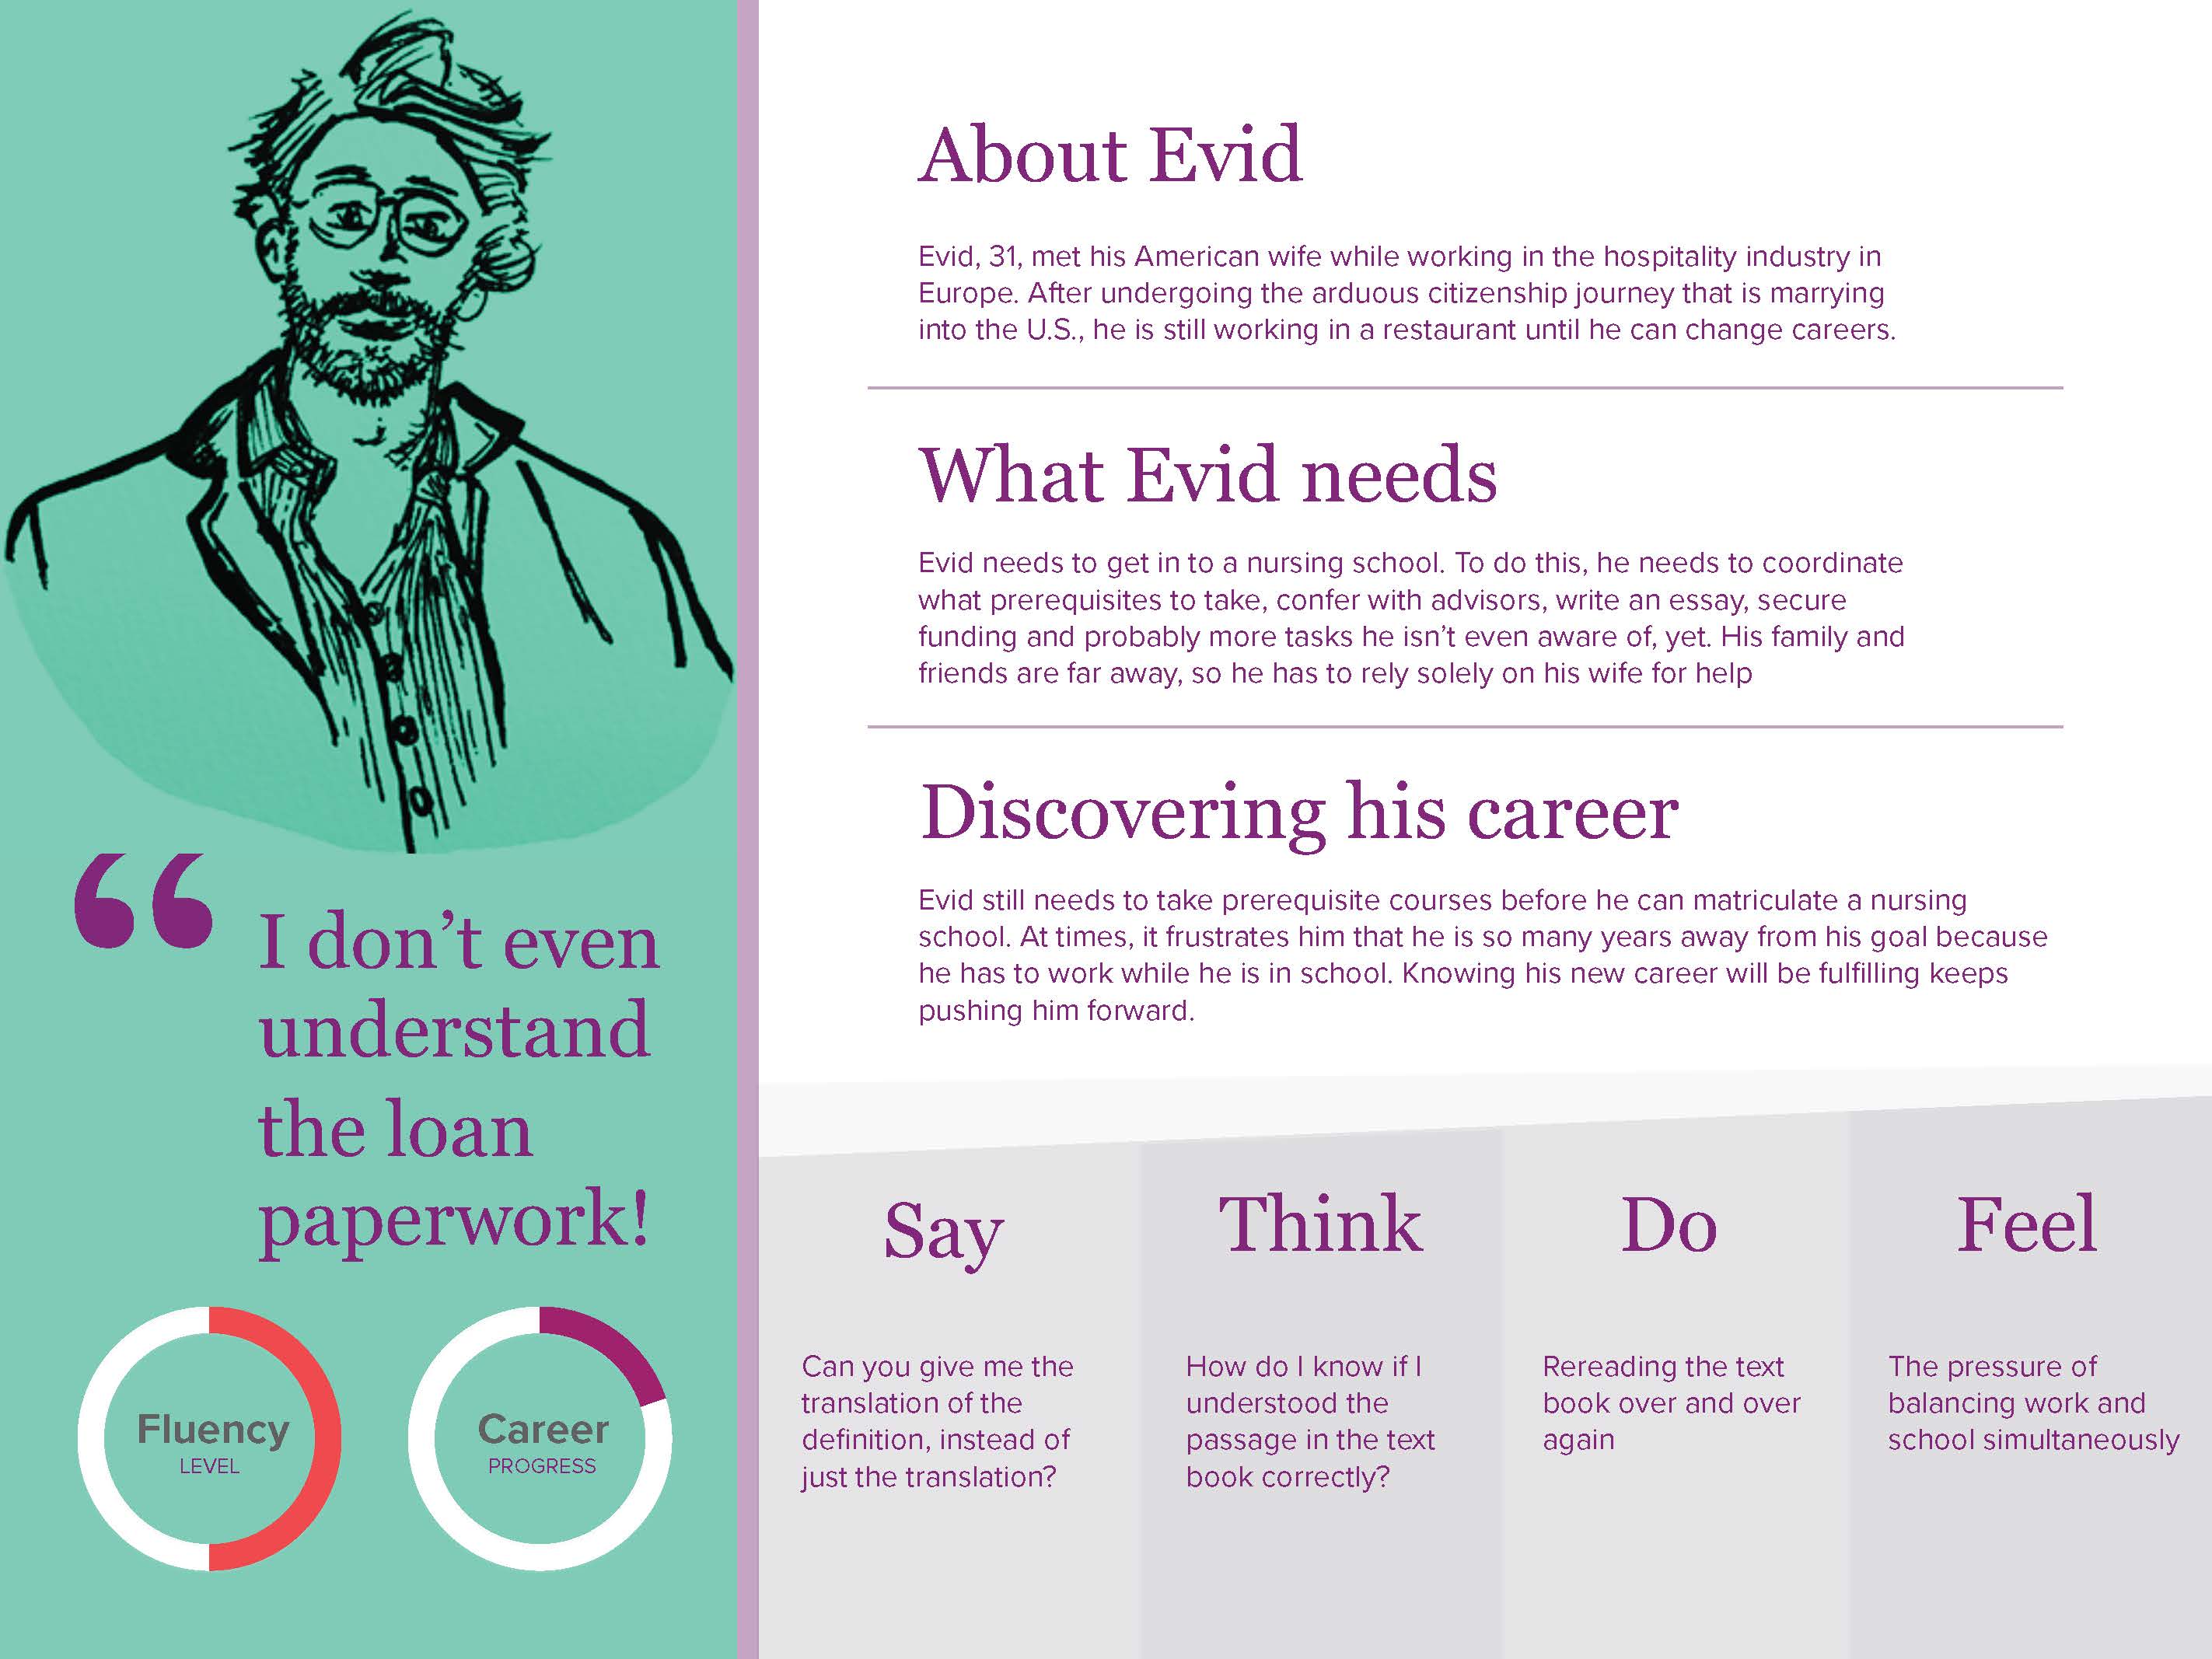 “ I don’t even
understand
the loan
paperwork!
Fluency
LEVEL
Career
PROGRESS
About Evid
Evid, 31, met his American wife while working in the hospitality industry in
Europe. After undergoing the arduous citizenship journey that is marrying
into the U.S., he is still working in a restaurant until he can change careers.
What Evid needs
Evid needs to get in to a nursing school. To do this, he needs to coordinate
what prerequisites to take, confer with advisors, write an essay, secure
funding and probably more tasks he isn’t even aware of, yet. His family and
friends are far away, so he has to rely solely on his wife for help
Discovering his career
Evid still needs to take prerequisite courses before he can matriculate a nursing
school. At times, it frustrates him that he is so many years away from his goal because
he has to work while he is in school. Knowing his new career will be fulfilling keeps
pushing him forward.
Say
Can you give me the
translation of the
definition, instead of
just the translation?
Think
How do I know if I
understood the
passage in the text
book correctly?
Do
Rereading the text
book over and over
again
Feel
The pressure of
balancing work and
school simultaneously